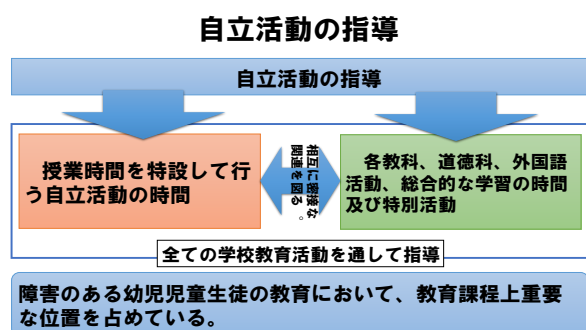 自立活動の指導
自立活動の指導
授業時間を特設して行
う自立活動の時間
相互に密接な
関連を図る。
各教科、道徳科、外国語
活動、総合的な学習の時間
及び特別活動
全ての学校教育活動を通して指導
障害のある幼児児童生徒の教育において、教育課程上重要
な位置を占めている。